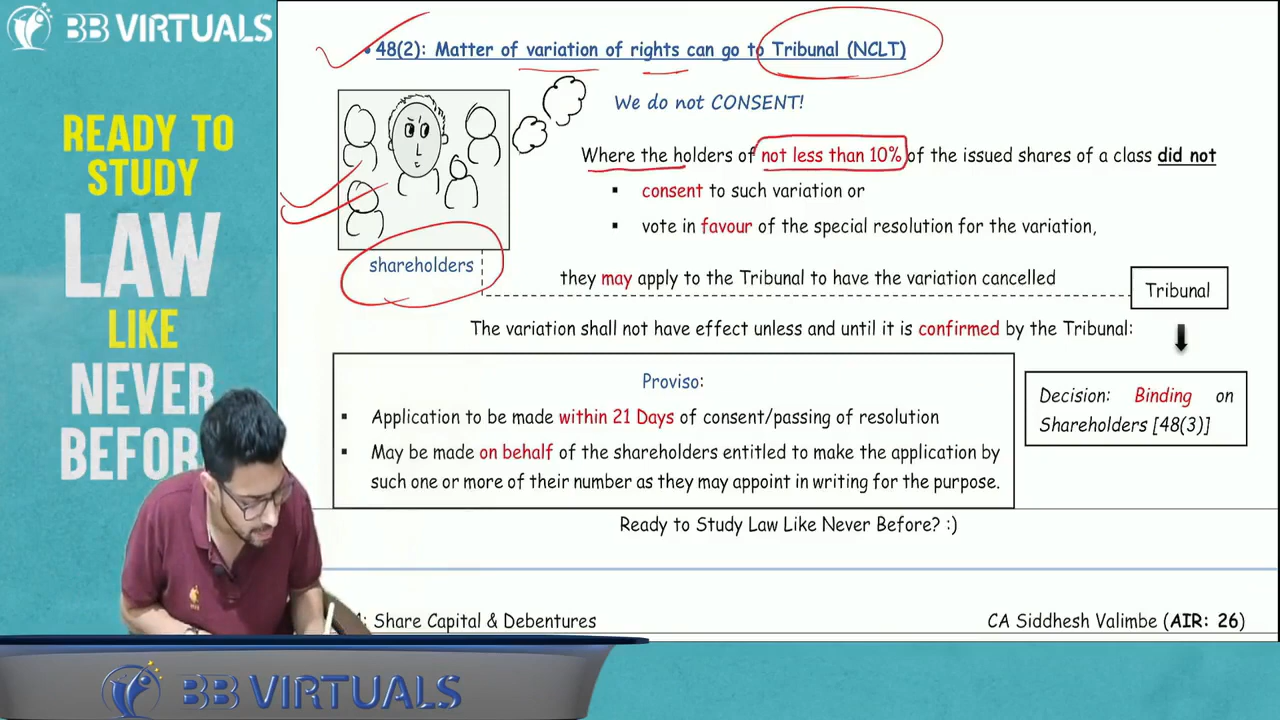 BB VIRTUALS
READY TO
STUDY
LAW
LIKE
NEVER
• 48(2): Matter of variation of rights can go to Tribunal (NCLT)
We do not CONSENT!
Where the holders of not less than 10% of the issued shares of a class did not
▪ consent to such variation or
▪ vote in favour of the special resolution for the variation,
shareholders
they may apply to the Tribunal to have the variation cancelled
Tribunal
The variation shall not have effect unless and until it is confirmed by the Tribunal:
Proviso:
▪ Application to be made within 21 Days of consent/passing of resolution
▪ May be made on behalf of the shareholders entitled to make the application by
such one or more of their number as they may appoint in writing for the purpose.
Decision: Binding on
Shareholders [48(3)]
Ready to Study Law Like Never Before? :)
: Share Capital & Debentures
CA Siddhesh Valimbe (AIR: 26)
BB VIRTUALS